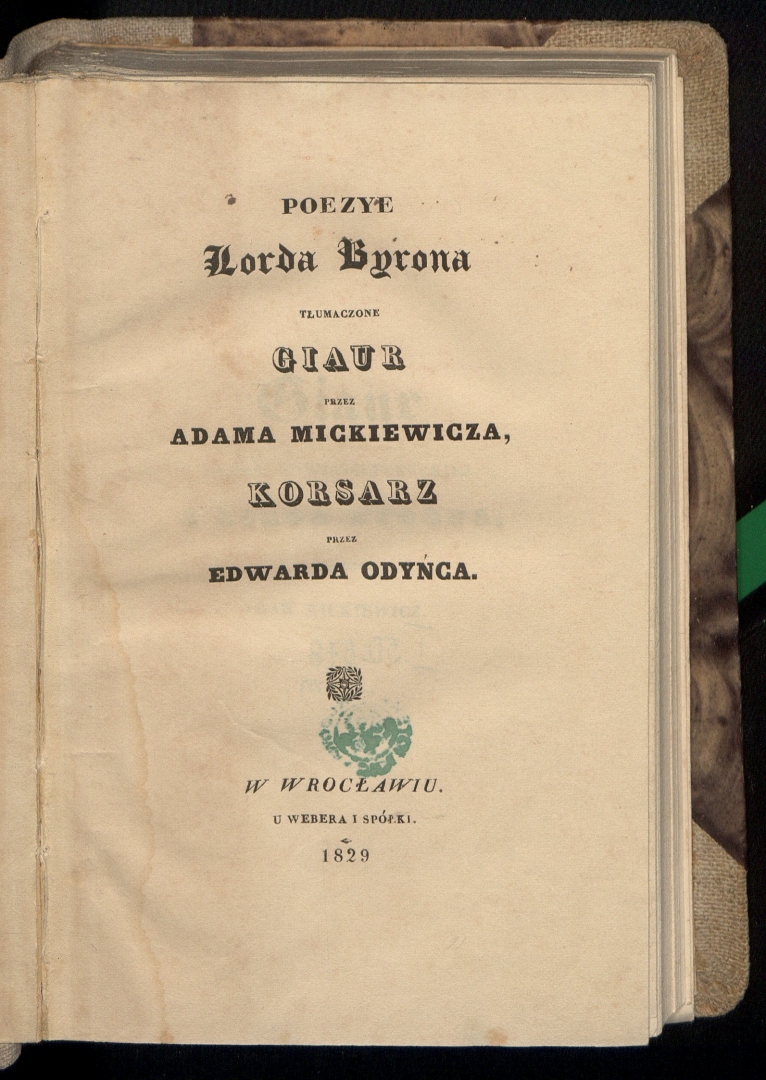 POEZYE
Lorda Byrona
TŁUMACZONE
GIAUR
PRZEZ
ADAMA MICKIEWICZA,
KORSARZ
PRZEZ
EDWARDA ODYŃCA.
W WROCŁAWIU.
U WEBERA I SPÓŁKI.
1829